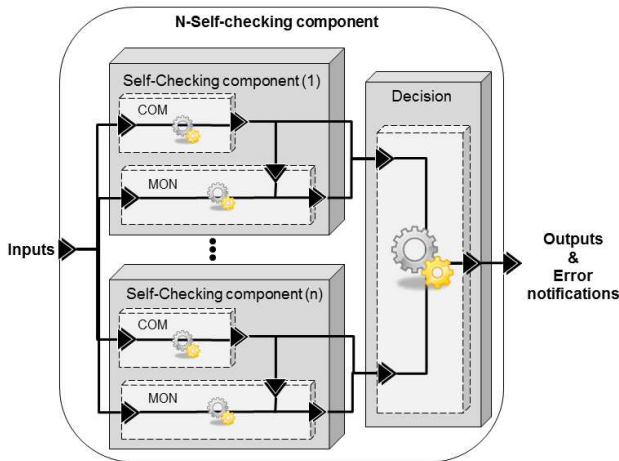 N-Self-checking component
Self-Checking component (1)
COM
MON
Decision
Inputs
Self-Checking component (n)
COM
MON
Outputs
&
Error
notifications